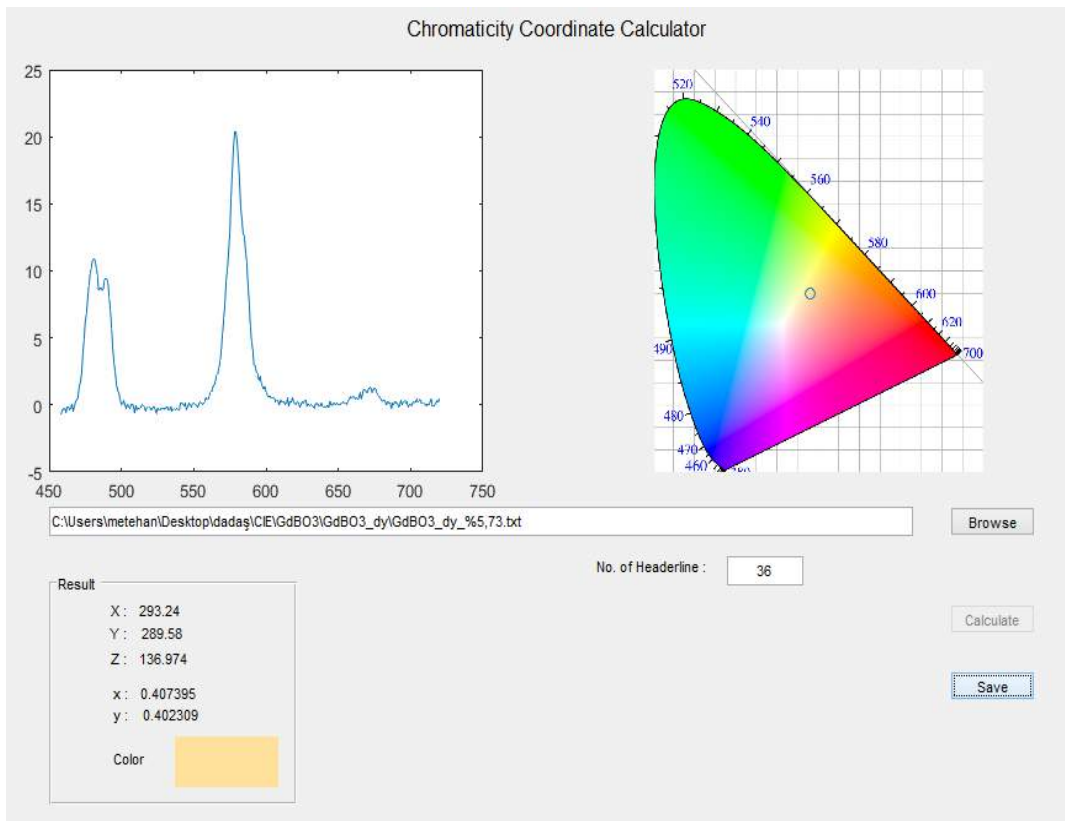 Chromaticity Coordinate Calculator
25
20
15
10
5
0
-5
450 500 550 600 650 700 750
520
540
560
580
600
620
700
490
480
470
460
380
C:\Users\metehan\Desktop\dadaş\CIE\GdBO3\GdBO3_dy\GdBO3_dy_%5,73.txt
Browse
No. of Headerline : 36
Result
X : 293.24
Y : 289.58
Z : 136.974
x : 0.407395
y : 0.402309
Color
Calculate
Save